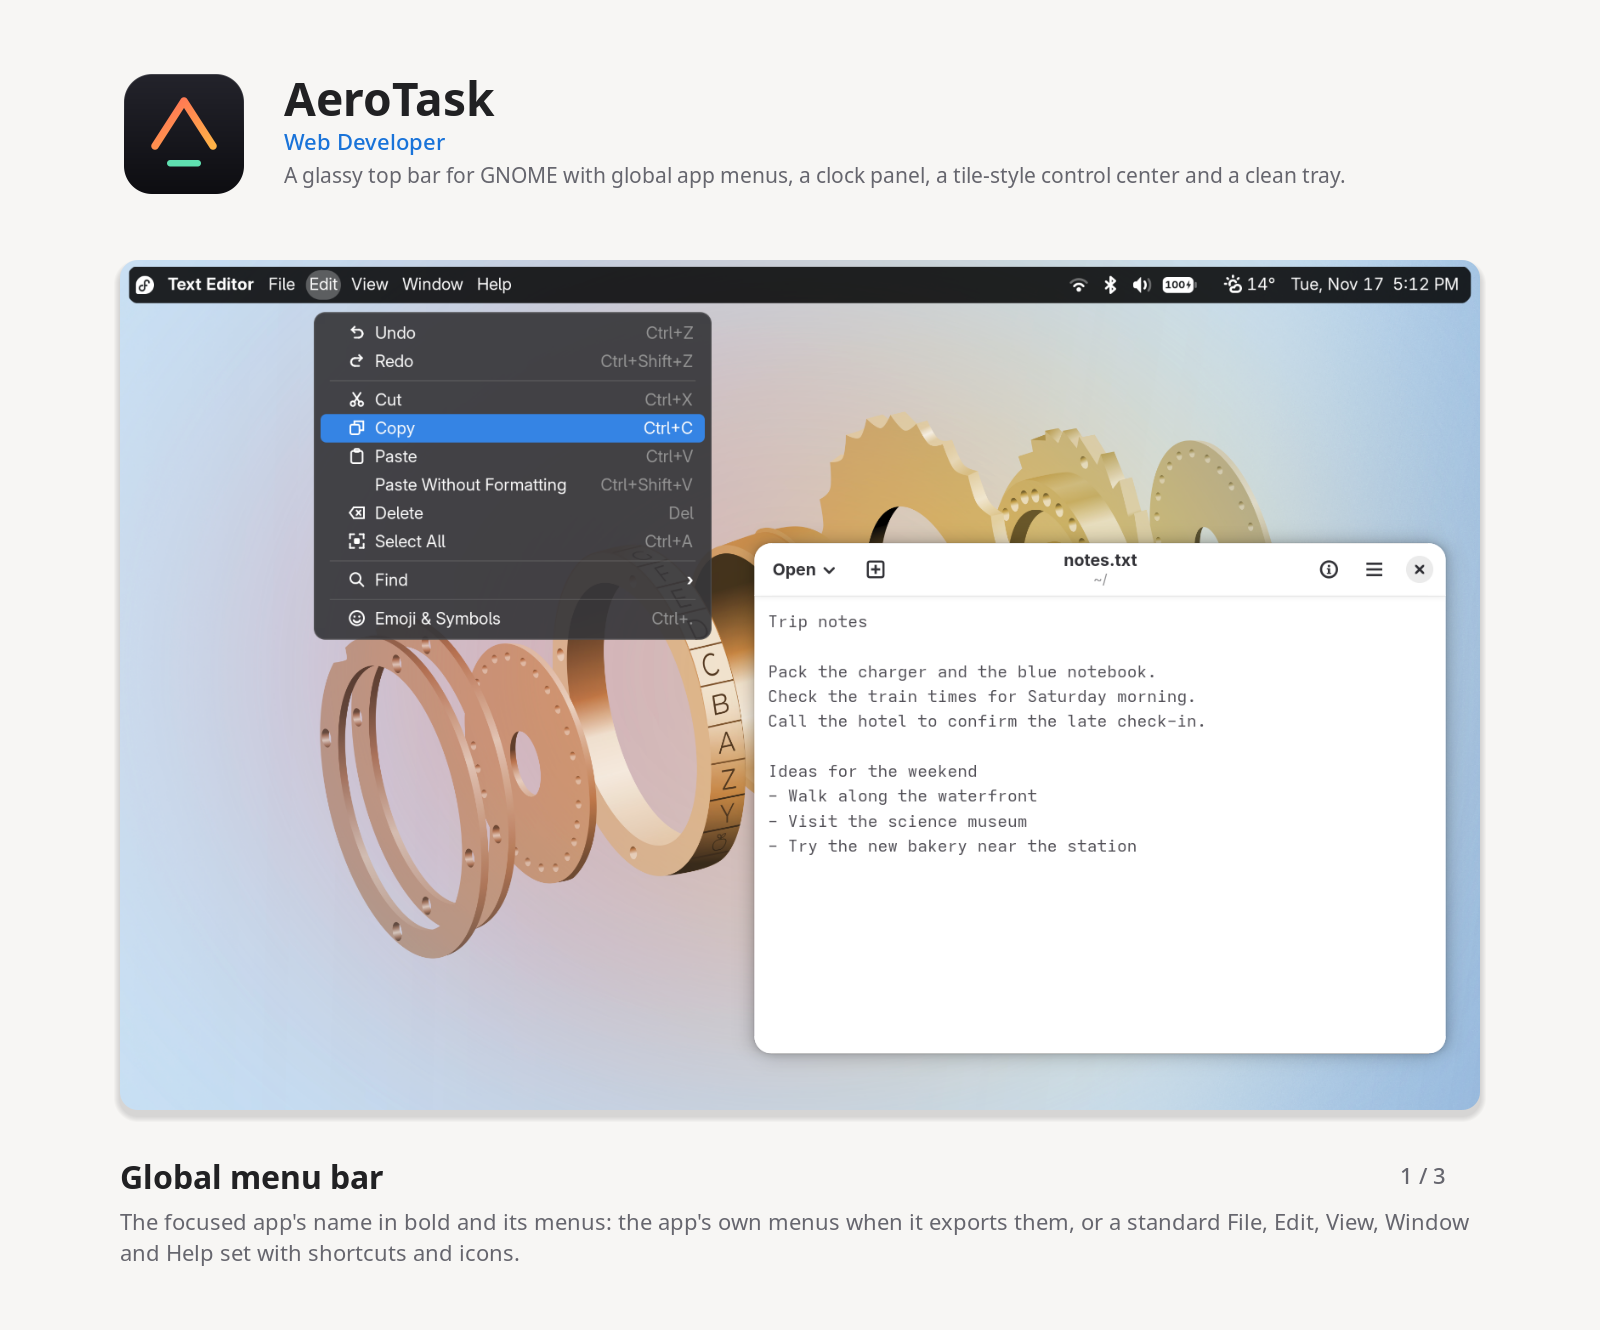 AeroTask
Web Developer
A glassy top bar for GNOME with global app menus, a clock panel, a tile-style control center and a clean tray.
Text Editor File Edit View Window Help 100 14° Tue, Nov 17 5:12 PM
Undo Ctrl+Z
Redo Ctrl+Shift+Z
Cut Ctrl+X
Copy Ctrl+C
Paste Ctrl+V
Paste Without Formatting Ctrl+Shift+V
Delete Del
Select All Ctrl+A
Find
Emoji & Symbols Ctrl+.
C
B
A
Z
Y
Open
notes.txt
~/
Trip notes
Pack the charger and the blue notebook.
Check the train times for Saturday morning.
Call the hotel to confirm the late check-in.
Ideas for the weekend
- Walk along the waterfront
- Visit the science museum
- Try the new bakery near the station
Global menu bar
1 / 3
The focused app's name in bold and its menus: the app's own menus when it exports them, or a standard File, Edit, View, Window
and Help set with shortcuts and icons.